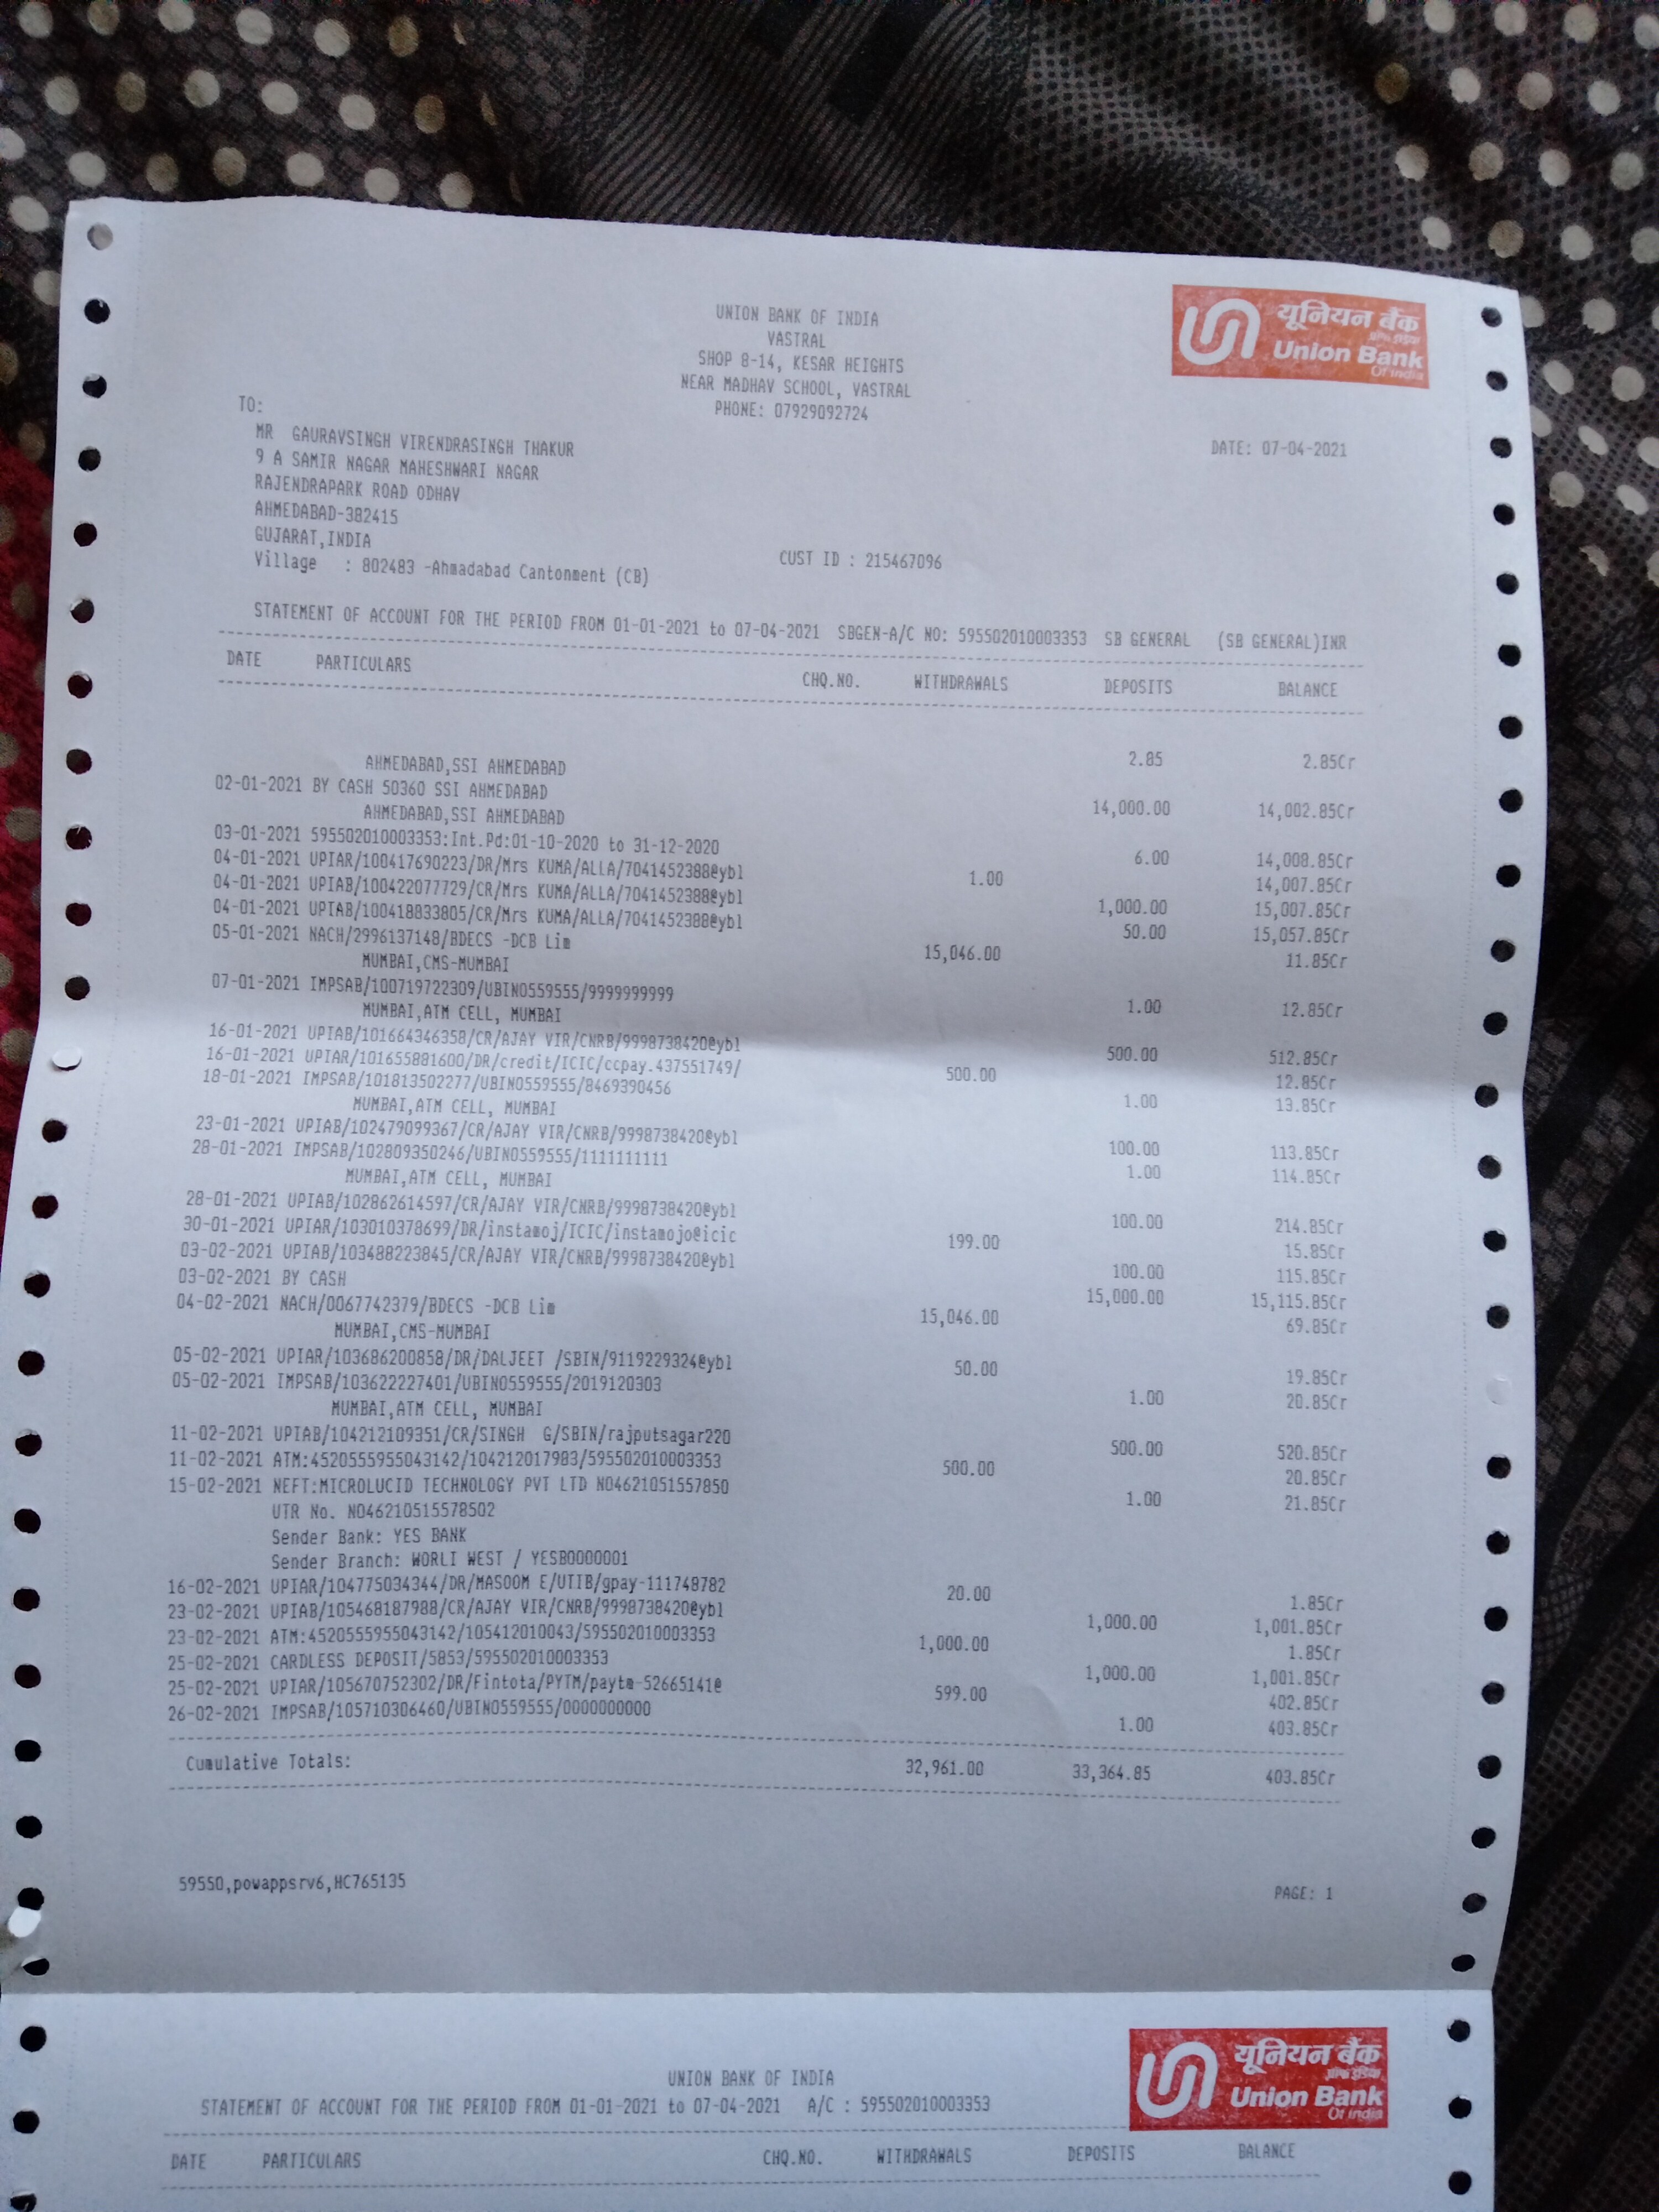 यूनियन बैंक
Union Bank
Of India
UNION BANK OF INDIA
VASTRAL
SHOP 8-14, KESAR HEIGHTS
NEAR MADHAV SCHOOL, VASTRAL
PHONE: 07929092724
TO:
MR GAURAVSINGH VIRENDRASINGH THAKUR
DATE: 07-04-2021
9 A SAMIR NAGAR MAHESHWARI NAGAR
RAJENDRAPARK ROAD ODHAV
AHMEDABAD-382415
GUJARAT,INDIA
Village : 802483 -Ahmadabad Cantonment (CB) CUST ID : 215467096
STATEMENT OF ACCOUNT FOR THE PERIOD FROM 01-01-2021 to 07-04-2021 SBGEN-A/C NO: 595502010003353 SB GENERAL (SB GENERAL)INR
DATE PARTICULARS CHQ.NO. WITHDRAWALS DEPOSITS BALANCE
2.85 2.85Cr
AHMEDABAD,SSI AHMEDABAD
02-01-2021 BY CASH 50360 SSI AHMEDABAD 14,000.00 14,002.85Cr
AHMEDABAD,SSI AHMEDABAD
03-01-2021 595502010003353:Int.Pd:01-10-2020 to 31-12-2020 6.00 14,008.85Cr
04-01-2021 UPIAR/100417690223/DR/Mrs KUMA/ALLA/7041452388@ybl 1.00 14,007.85Cr
04-01-2021 UPIAB/100422077729/CR/Mrs KUMA/ALLA/7041452388@ybl 1,000.00 15,007.85Cr
04-01-2021 UPIAB/100418833805/CR/Mrs KUMA/ALLA/7041452388@ybl 50.00 15,057.85Cr
05-01-2021 NACH/2996137148/BDECS -DCB Lim 15,046.00 11.85Cr
MUMBAI,CMS-MUMBAI
07-01-2021 IMPSAB/100719722309/UBIN0559555/9999999999 1.00 12.85Cr
MUMBAI,ATM CELL, MUMBAI
16-01-2021 UPIAB/101664346358/CR/AJAY VIR/CNRB/9998738420@ybl 500.00 512.85Cr
16-01-2021 UPIAR/101655881600/DR/credit/ICIC/ccpay.437551749/ 500.00 12.85Cr
18-01-2021 IMPSAB/101813502277/UBIN0559555/8469390456 1.00 13.85Cr
MUMBAI,ATM CELL, MUMBAI
23-01-2021 UPIAB/102479099367/CR/AJAY VIR/CNRB/9998738420@ybl 100.00 113.85Cr
28-01-2021 IMPSAB/102809350246/UBIN0559555/1111111111 1.00 114.85Cr
MUMBAI,ATM CELL, MUMBAI
28-01-2021 UPIAB/102862614597/CR/AJAY VIR/CNRB/9998738420@ybl 100.00 214.85Cr
30-01-2021 UPIAR/103010378699/DR/instamoj/ICIC/instamojo@icic 199.00 15.85Cr
03-02-2021 UPIAB/103488223845/CR/AJAY VIR/CNRB/9998738420@ybl 100.00 115.85Cr
03-02-2021 BY CASH 15,000.00 15,115.85Cr
04-02-2021 NACH/0067742379/BDECS -DCB Lim 15,046.00 69.85Cr
MUMBAI,CMS-MUMBAI
05-02-2021 UPIAR/103686200858/DR/DALJEET /SBIN/9119229324@ybl 50.00 19.85Cr
05-02-2021 IMPSAB/103622227401/UBIN0559555/2019120303 1.00 20.85Cr
MUMBAI,ATM CELL, MUMBAI
11-02-2021 UPIAB/104212109351/CR/SINGH G/SBIN/rajputsagar220 500.00 520.85Cr
11-02-2021 ATM:4520555955043142/104212017983/595502010003353 500.00 20.85Cr
15-02-2021 NEFT:MICROLUCID TECHNOLOGY PVT LTD N04621051557850 1.00 21.85Cr
UTR No. N046210515578502
Sender Bank: YES BANK
Sender Branch: WORLI WEST / YESB0000001
16-02-2021 UPIAR/104775034344/DR/MASOOM E/UTIB/gpay-111748782 20.00 1.85Cr
23-02-2021 UPIAB/105468187988/CR/AJAY VIR/CNRB/9998738420@ybl 1,000.00 1,001.85Cr
23-02-2021 ATM:4520555955043142/105412010043/595502010003353 1,000.00 1.85Cr
25-02-2021 CARDLESS DEPOSIT/5853/595502010003353 1,000.00 1,001.85Cr
25-02-2021 UPIAR/105670752302/DR/Fintota/PYTM/paytm-52665141@ 599.00 402.85Cr
26-02-2021 IMPSAB/105710306460/UBIN0559555/0000000000 1.00 403.85Cr
Cumulative Totals: 32,961.00 33,364.85 403.85Cr
59550,powappsrv6,HC765135 PAGE: 1
यूनियन बैंक
Union Bank
Of India
UNION BANK OF INDIA
STATEMENT OF ACCOUNT FOR THE PERIOD FROM 01-01-2021 to 07-04-2021 A/C : 595502010003353
DATE PARTICULARS CHQ.NO. WITHDRAWALS DEPOSITS BALANCE